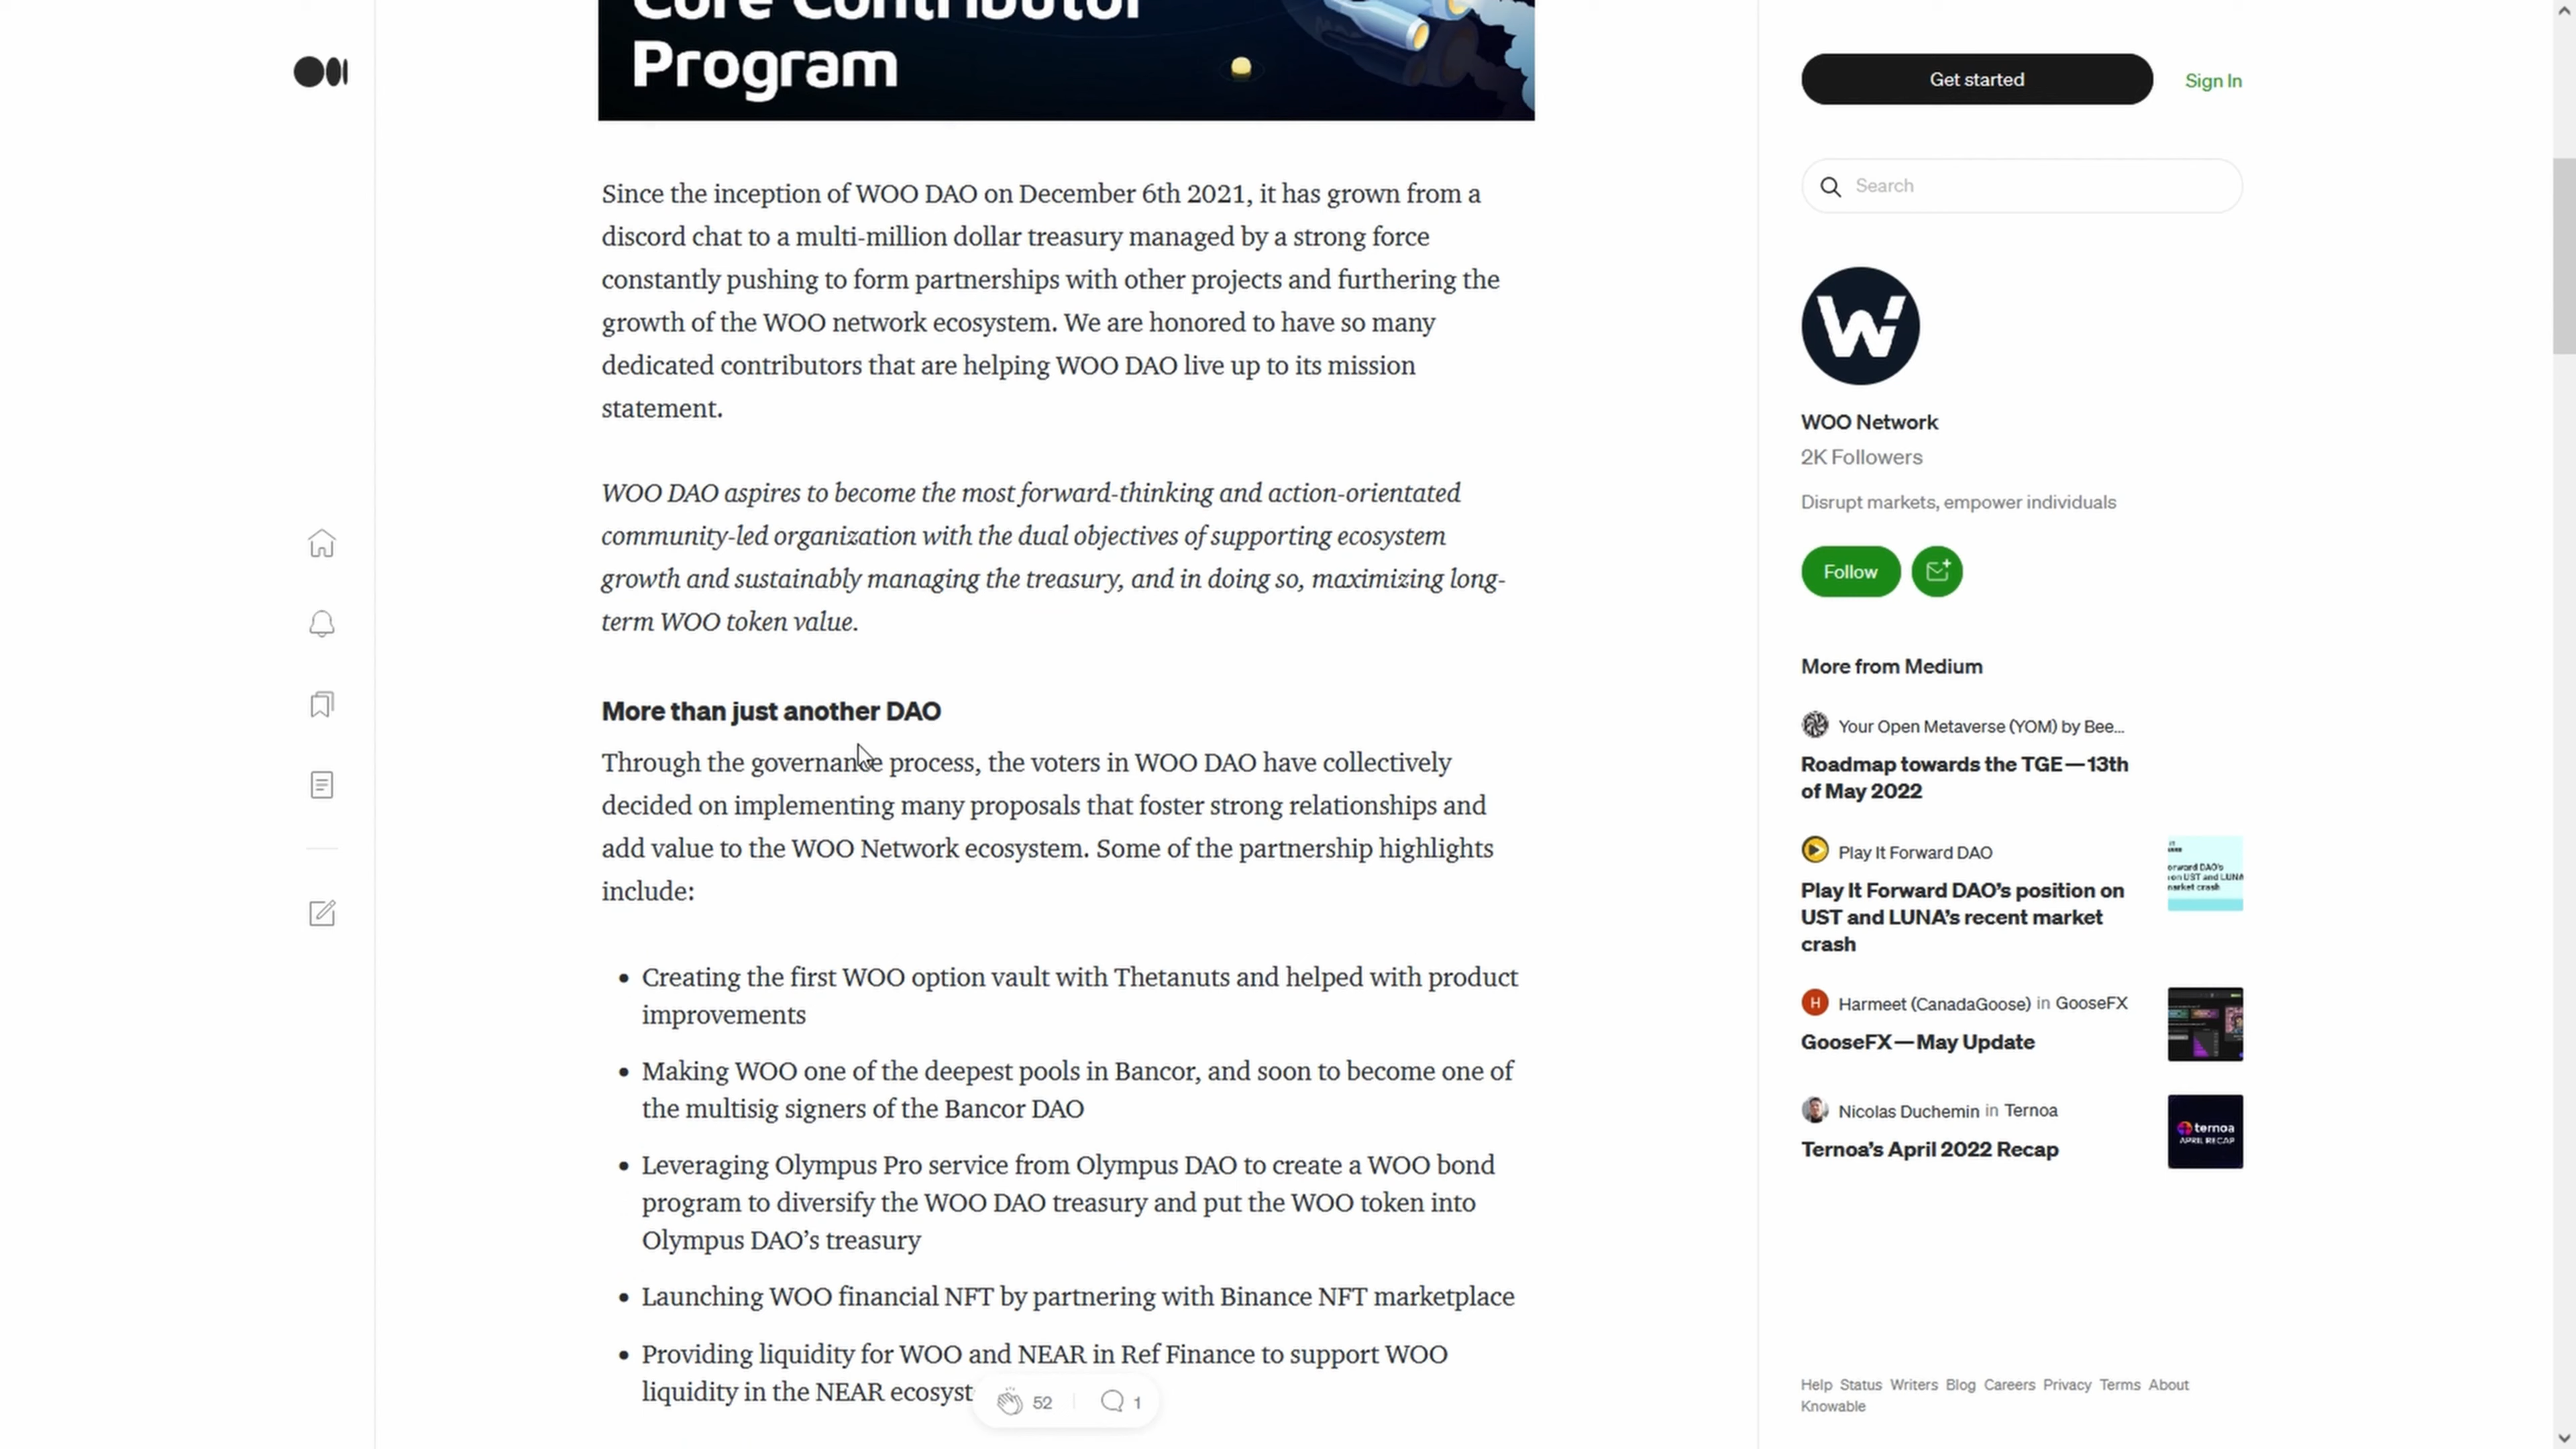 Core Contributor
Program
Since the inception of WOO DAO on December 6th 2021, it has grown from a
discord chat to a multi-million dollar treasury managed by a strong force
constantly pushing to form partnerships with other projects and furthering the
growth of the WOO network ecosystem. We are honored to have so many
dedicated contributors that are helping WOO DAO live up to its mission
statement.
WOO DAO aspires to become the most forward-thinking and action-orientated
community-led organization with the dual objectives of supporting ecosystem
growth and sustainably managing the treasury, and in doing so, maximizing long-
term WOO token value.
More than just another DAO
Through the governance process, the voters in WOO DAO have collectively
decided on implementing many proposals that foster strong relationships and
add value to the WOO Network ecosystem. Some of the partnership highlights
include:
• Creating the first WOO option vault with Thetanuts and helped with product
improvements
• Making WOO one of the deepest pools in Bancor, and soon to become one of
the multisig signers of the Bancor DAO
• Leveraging Olympus Pro service from Olympus DAO to create a WOO bond
program to diversify the WOO DAO treasury and put the WOO token into
Olympus DAO's treasury
• Launching WOO financial NFT by partnering with Binance NFT marketplace
• Providing liquidity for WOO and NEAR in Ref Finance to support WOO
liquidity in the NEAR ecosyst
52
1
Get started
Sign In
Search
W
WOO Network
2K Followers
Disrupt markets, empower individuals
Follow
More from Medium
Your Open Metaverse (YOM) by Bee...
Roadmap towards the TGE — 13th
of May 2022
Play It Forward DAO
Play It Forward DAO's position on
UST and LUNA's recent market
crash
orward DAO's
on UST and LUNA
market crash
H
Harmeet (CanadaGoose) in GooseFX
GooseFX — May Update
Nicolas Duchemin in Ternoa
Ternoa's April 2022 Recap
ternoa
APRIL RECAP
Help Status Writers Blog Careers Privacy Terms About
Knowable